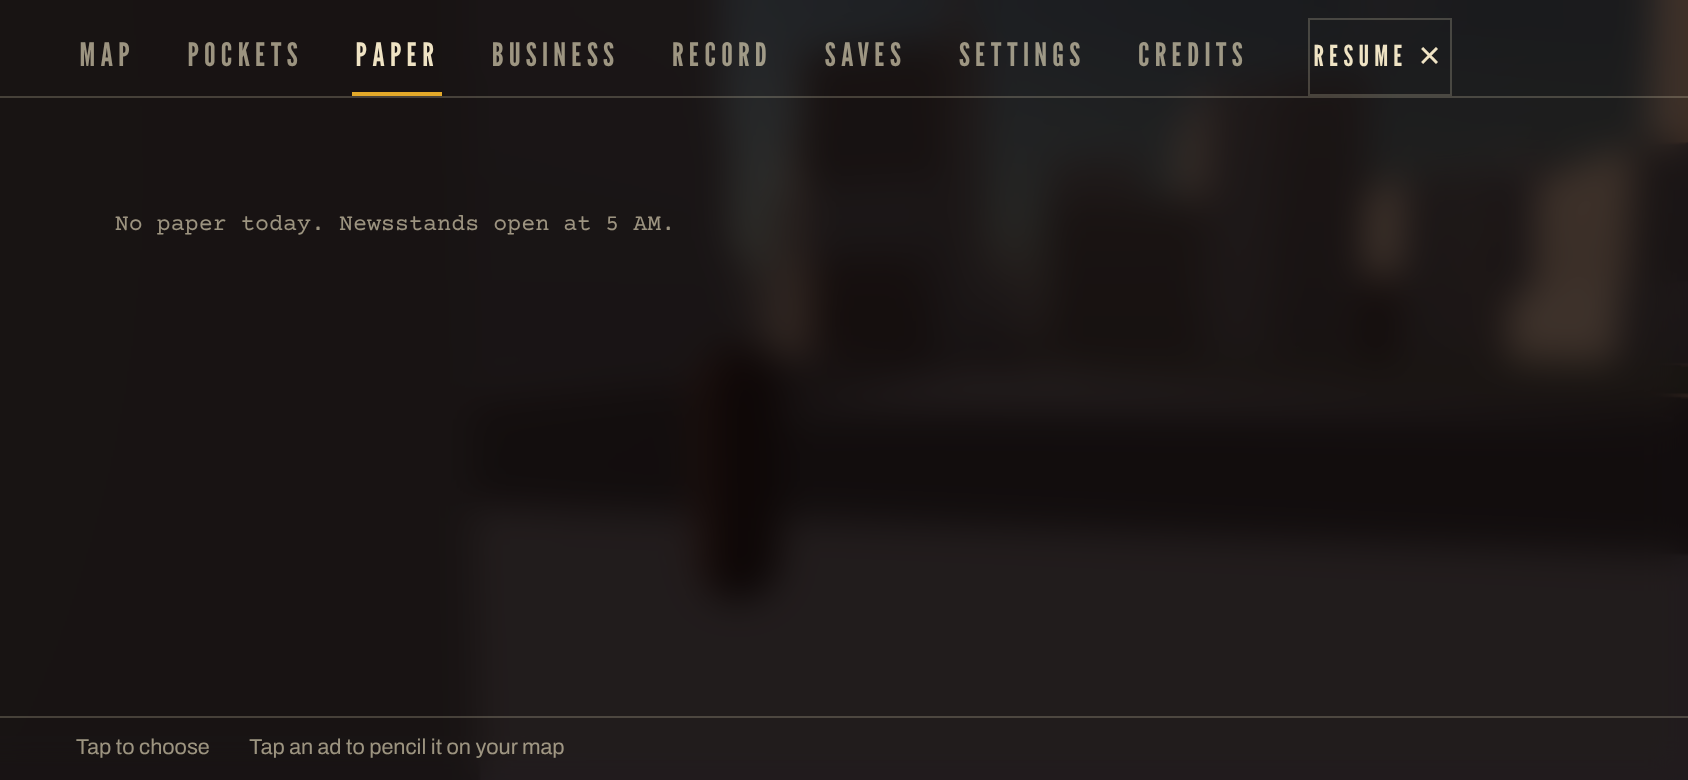 MAP POCKETS PAPER BUSINESS RECORD SAVES SETTINGS CREDITS RESUME ✕
No paper today. Newsstands open at 5 AM.
Tap to choose Tap an ad to pencil it on your map